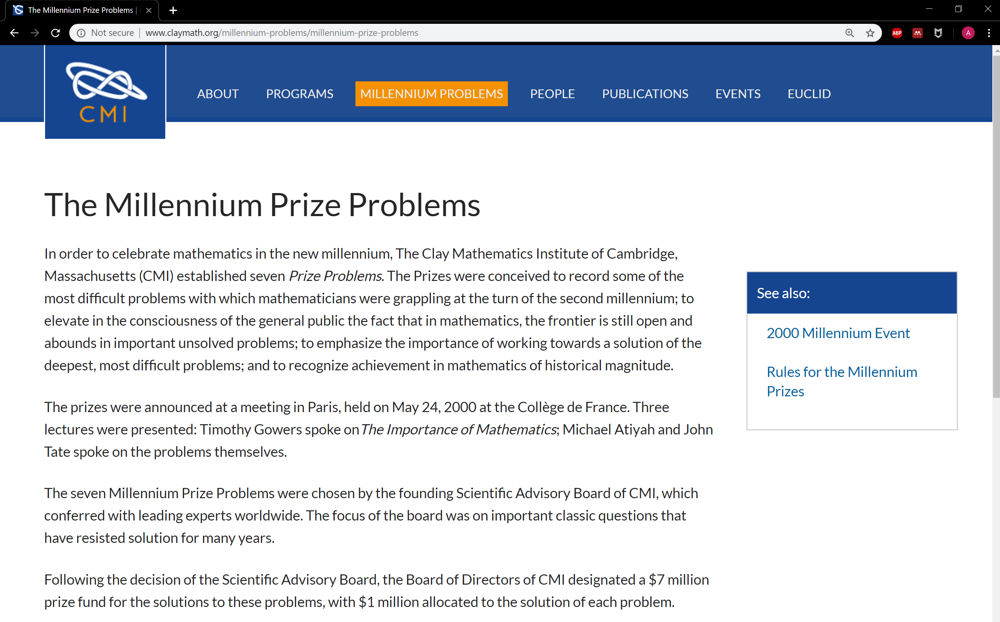 The Millennium Prize Problems |
Not secure | www.claymath.org/millennium-problems/millennium-prize-problems
ABP
A
CMI
ABOUT PROGRAMS MILLENNIUM PROBLEMS PEOPLE PUBLICATIONS EVENTS EUCLID
The Millennium Prize Problems
In order to celebrate mathematics in the new millennium, The Clay Mathematics Institute of Cambridge,
Massachusetts (CMI) established seven Prize Problems. The Prizes were conceived to record some of the
most difficult problems with which mathematicians were grappling at the turn of the second millennium; to
elevate in the consciousness of the general public the fact that in mathematics, the frontier is still open and
abounds in important unsolved problems; to emphasize the importance of working towards a solution of the
deepest, most difficult problems; and to recognize achievement in mathematics of historical magnitude.
The prizes were announced at a meeting in Paris, held on May 24, 2000 at the Collège de France. Three
lectures were presented: Timothy Gowers spoke on The Importance of Mathematics; Michael Atiyah and John
Tate spoke on the problems themselves.
The seven Millennium Prize Problems were chosen by the founding Scientific Advisory Board of CMI, which
conferred with leading experts worldwide. The focus of the board was on important classic questions that
have resisted solution for many years.
Following the decision of the Scientific Advisory Board, the Board of Directors of CMI designated a $7 million
prize fund for the solutions to these problems, with $1 million allocated to the solution of each problem.
See also:
2000 Millennium Event
Rules for the Millennium
Prizes